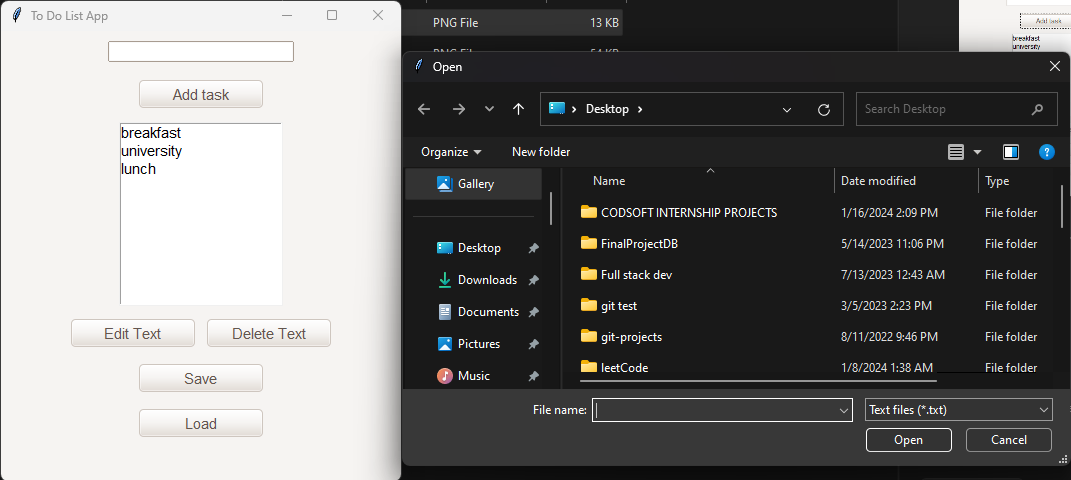 To Do List App
Add task
breakfast
university
lunch
Edit Text
Delete Text
Save
Load
PNG File
13 KB
PNG File
54 KB
Add task
breakfast
university
Open
Desktop
Search Desktop
Organize
New folder
Gallery
Desktop
Downloads
Documents
Pictures
Music
Name
Date modified
Type
CODSOFT INTERNSHIP PROJECTS
1/16/2024 2:09 PM
File folder
FinalProjectDB
5/14/2023 11:06 PM
File folder
Full stack dev
7/13/2023 12:43 AM
File folder
git test
3/5/2023 2:23 PM
File folder
git-projects
8/11/2022 9:46 PM
File folder
leetCode
1/8/2024 1:38 AM
File folder
File name:
Text files (*.txt)
Open
Cancel